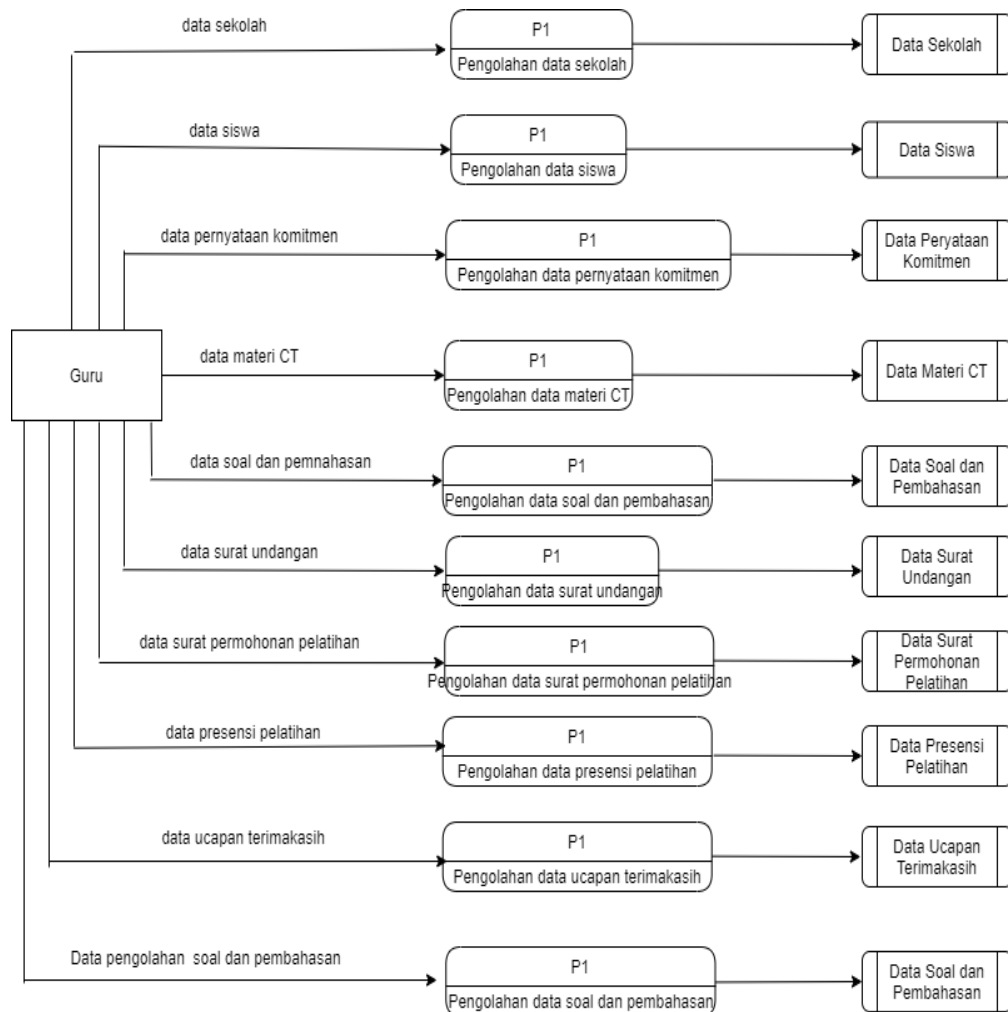 data sekolah
P1
Pengolahan data sekolah
Data Sekolah
data siswa
P1
Pengolahan data siswa
Data Siswa
data pernyataan komitmen
P1
Pengolahan data pernyataan komitmen
Data Peryataan
Komitmen
Guru
data materi CT
P1
Pengolahan data materi CT
Data Materi CT
data soal dan pemnahasan
P1
Pengolahan data soal dan pembahasan
Data Soal dan
Pembahasan
data surat undangan
P1
Pengolahan data surat undangan
Data Surat
Undangan
data surat permohonan pelatihan
P1
Pengolahan data surat permohonan pelatihan
Data Surat
Permohonan
Pelatihan
data presensi pelatihan
P1
Pengolahan data presensi pelatihan
Data Presensi
Pelatihan
data ucapan terimakasih
P1
Pengolahan data ucapan terimakasih
Data Ucapan
Terimakasih
Data pengolahan soal dan pembahasan
P1
Pengolahan data soal dan pembahasan
Data Soal dan
Pembahasan